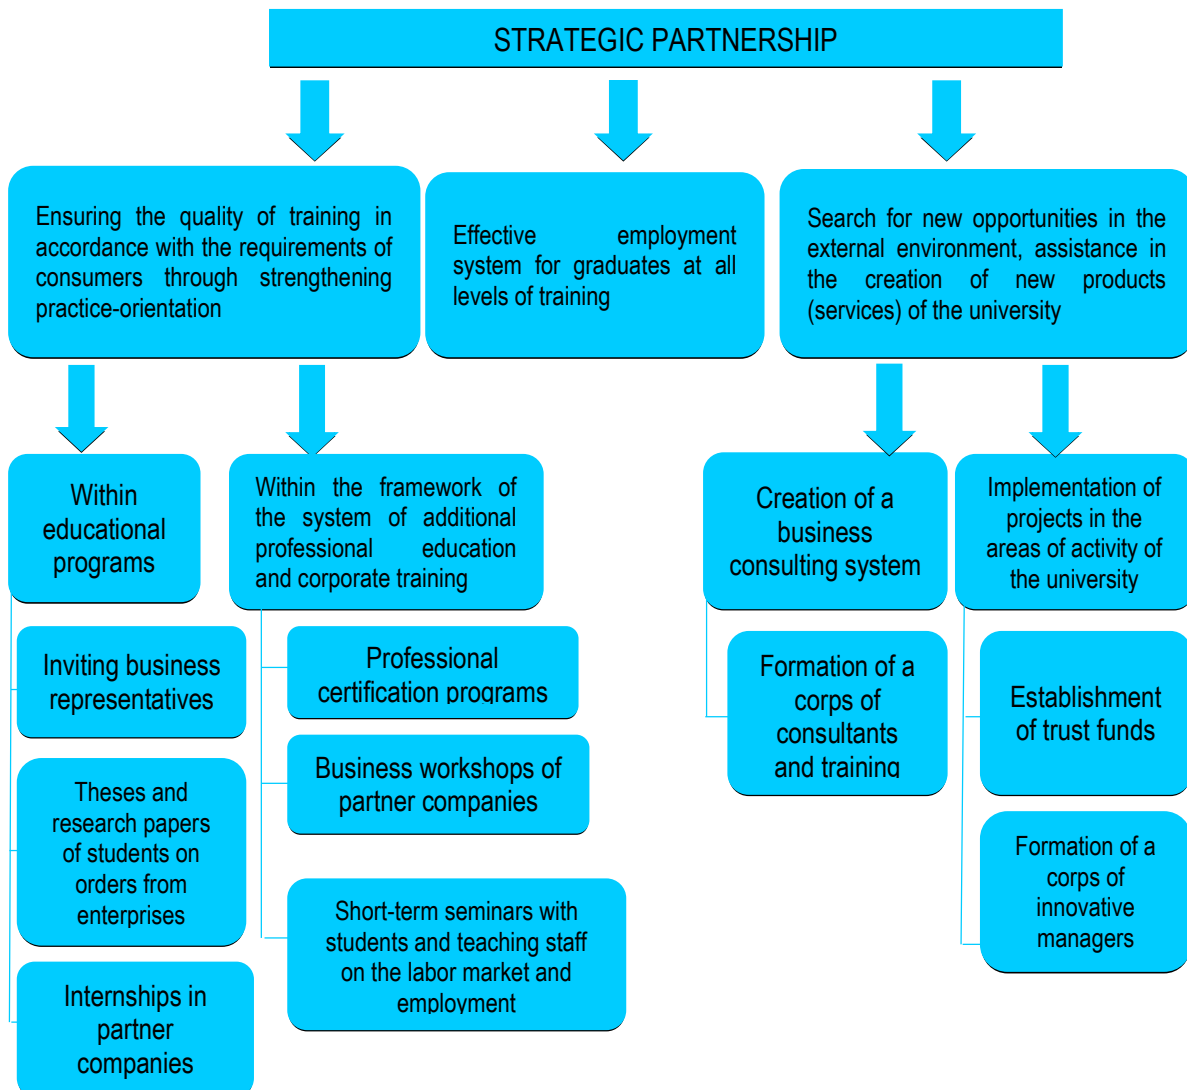 STRATEGIC PARTNERSHIP
Ensuring the quality of training in
accordance with the requirements of
consumers through strengthening
practice-orientation
Effective employment
system for graduates at all
levels of training
Search for new opportunities in the
external environment, assistance in
the creation of new products
(services) of the university
Within
educational
programs
Within the framework of
the system of additional
professional education
and corporate training
Creation of a
business
consulting system
Implementation of
projects in the
areas of activity of
the university
Inviting business
representatives
Theses and
research papers
of students on
orders from
enterprises
Internships in
partner
companies
Professional
certification programs
Business workshops of
partner companies
Short-term seminars with
students and teaching staff
on the labor market and
employment
Formation of a
corps of
consultants
and training
Establishment
of trust funds
Formation of a
corps of
innovative
managers